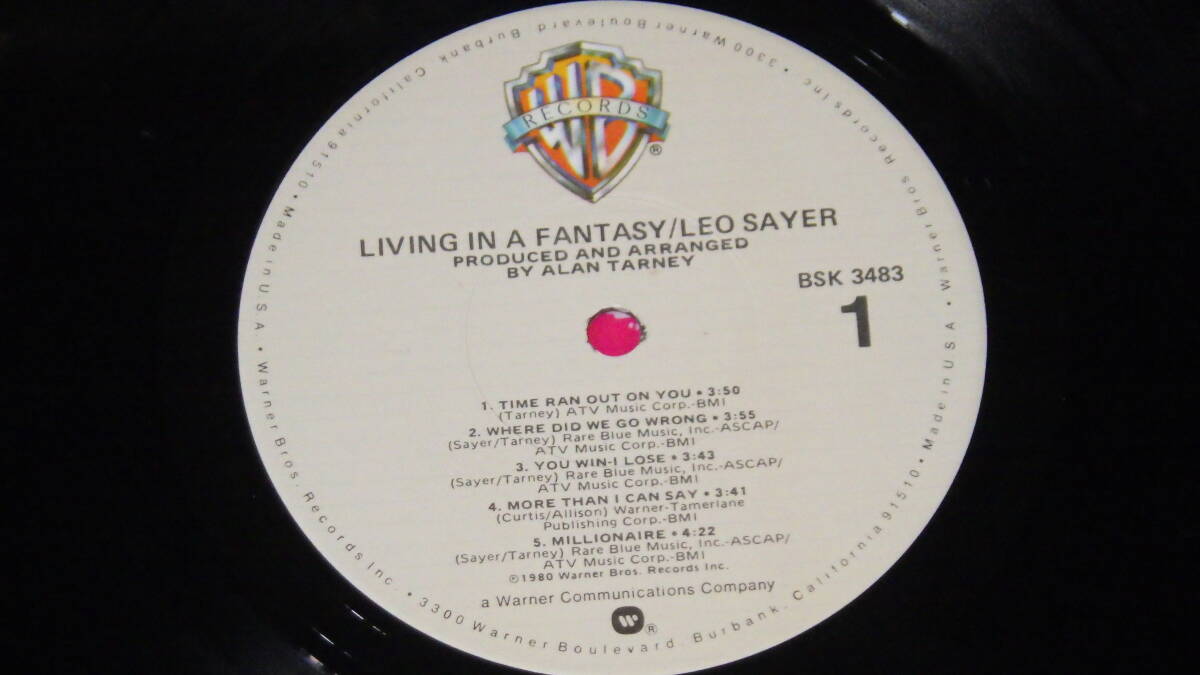 WB
RECORDS
®
LIVING IN A FANTASY/LEO SAYER
PRODUCED AND ARRANGED
BY ALAN TARNEY
BSK 3483
1
1. TIME RAN OUT ON YOU • 3:50
(Tarney) ATV Music Corp.-BMI
2. WHERE DID WE GO WRONG • 3:55
(Sayer/Tarney) Rare Blue Music, Inc.-ASCAP/
ATV Music Corp.-BMI
3. YOU WIN-I LOSE • 3:43
(Sayer/Tarney) Rare Blue Music, Inc.-ASCAP/
ATV Music Corp.-BMI
4. MORE THAN I CAN SAY • 3:41
(Curtis/Allison) Warner-Tamerlane
Publishing Corp.-BMI
5. MILLIONAIRE • 4:22
(Sayer/Tarney) Rare Blue Music, Inc.-ASCAP/
ATV Music Corp.-BMI
℗1980 Warner Bros. Records Inc.
a Warner Communications Company
W ®
Warner Bros. Records Inc. • 3300 Warner Boulevard. Burbank. California 91510 • Made in U S A • Warner Bros Records Inc • 3300 Warner Boulevard Burbank California 91510 • Made in U.S.A. •